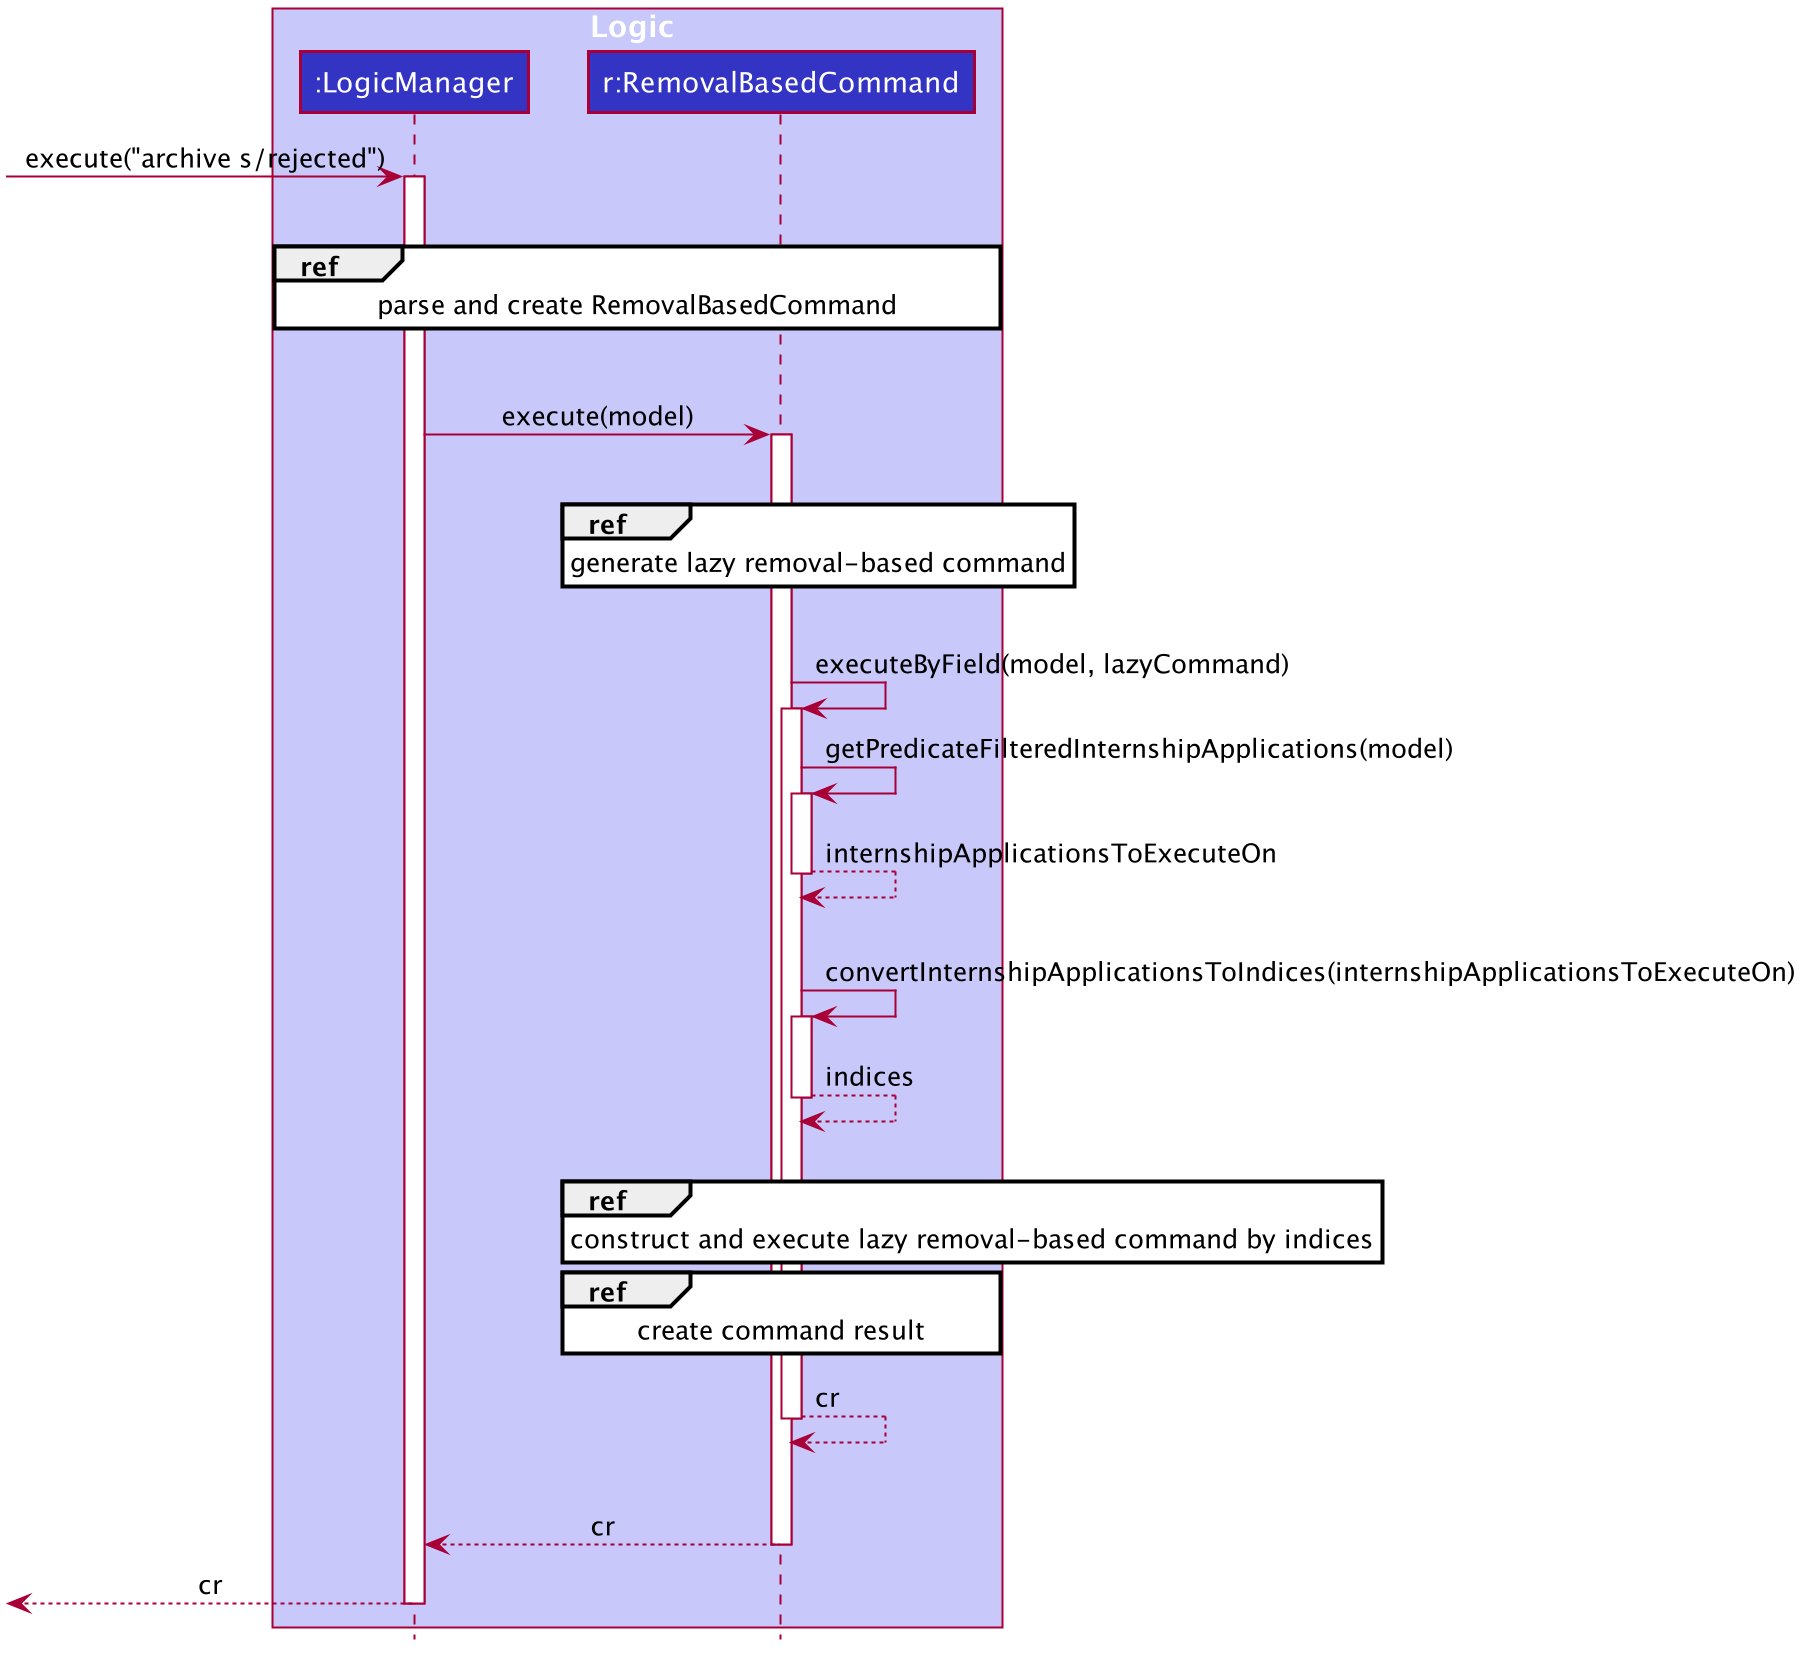 Logic
:LogicManager
r:RemovalBasedCommand
execute("archive s/rejected")
ref
parse and create RemovalBasedCommand
execute(model)
ref
generate lazy removal-based command
executeByField(model, lazyCommand)
getPredicateFilteredInternshipApplications(model)
internshipApplicationsToExecuteOn
convertInternshipApplicationsToIndices(internshipApplicationsToExecuteOn)
indices
ref
construct and execute lazy removal-based command by indices
ref
create command result
cr
cr
cr